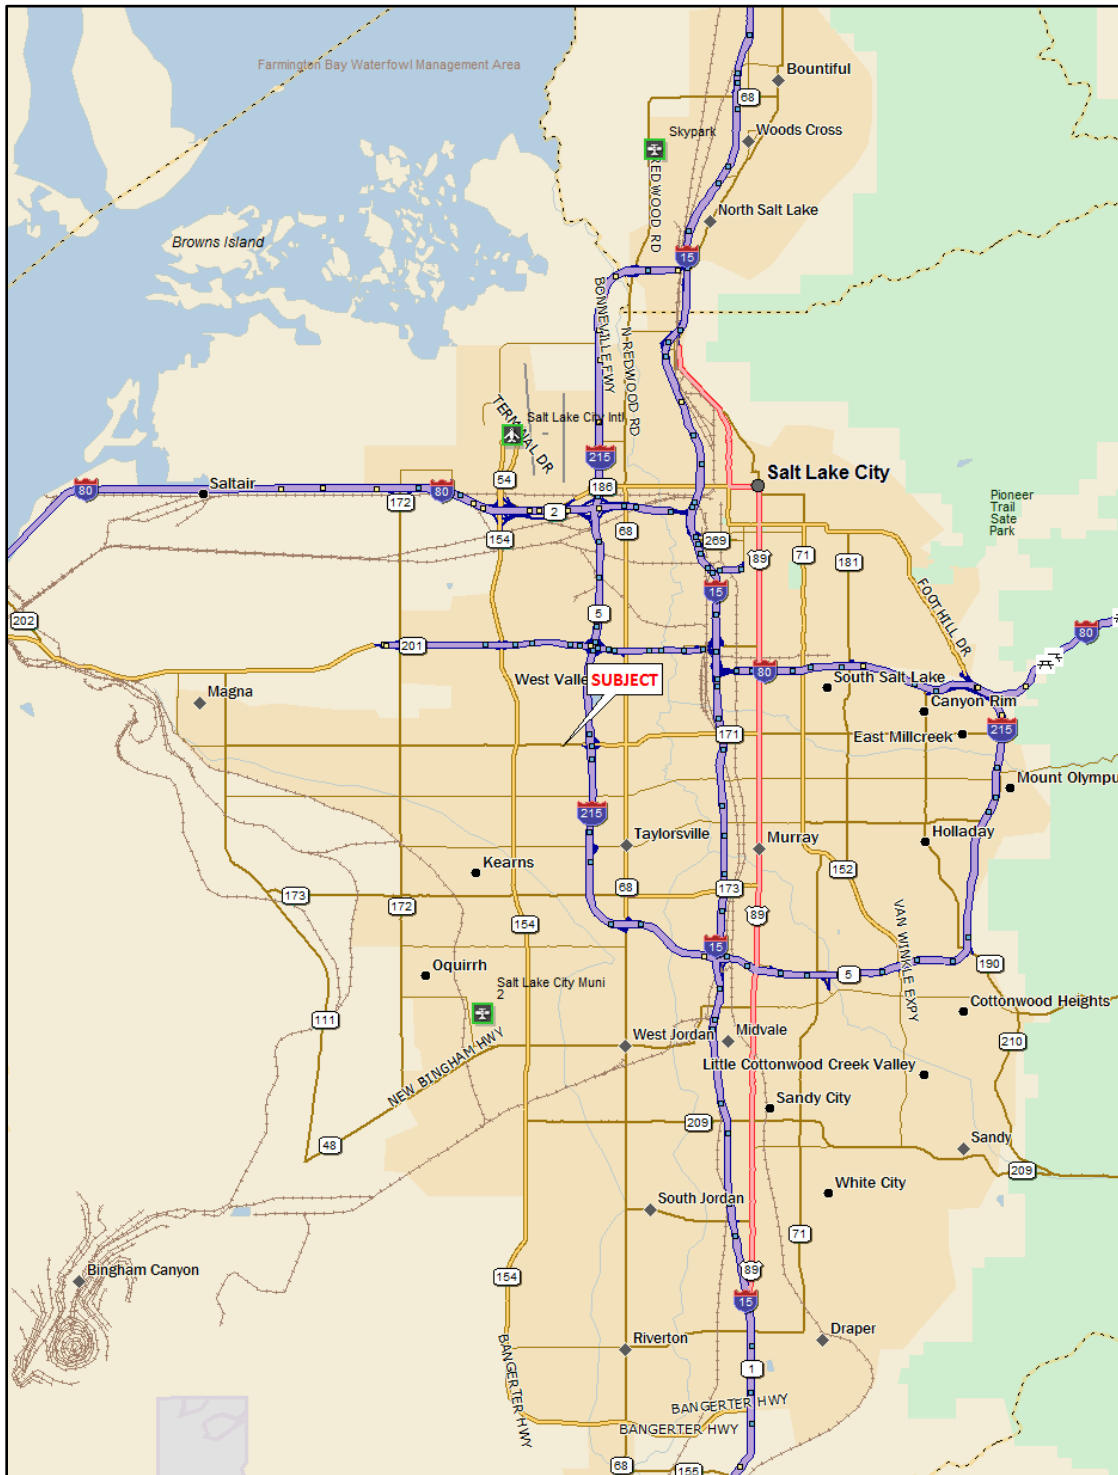 Farmington Bay Waterfowl Management Area
Bountiful
68
Skypark
Woods Cross
REDWOOD RD
North Salt Lake
Browns Island
15
BONNEVILLE FWY
N REDWOOD RD
TERMINAL DR
Salt Lake City Intl
215
Salt Lake City
Saltair
80
80
172
54
186
2
68
Pioneer
Trail
Sate
Park
154
269
89
71
181
FOOTHILL DR
15
202
5
80
201
West Valle
SUBJECT
80
South Salt Lake
Magna
Canyon Rim
171
East Millcreek
215
Mount Olympu
215
Taylorsville
Murray
Holladay
Kearns
152
173
68
173
172
154
89
VAN WINKLE EXPY
15
190
Oquirrh
5
Salt Lake City Muni
2
Cottonwood Heights
111
NEW BINGHAM HWY
West Jordan
Midvale
210
Little Cottonwood Creek Valley
Sandy City
209
48
Sandy
209
White City
South Jordan
71
Bingham Canyon
154
89
15
Riverton
Draper
BANGERTER HWY
1
BANGERTER HWY
BANGERTER HWY
68
155